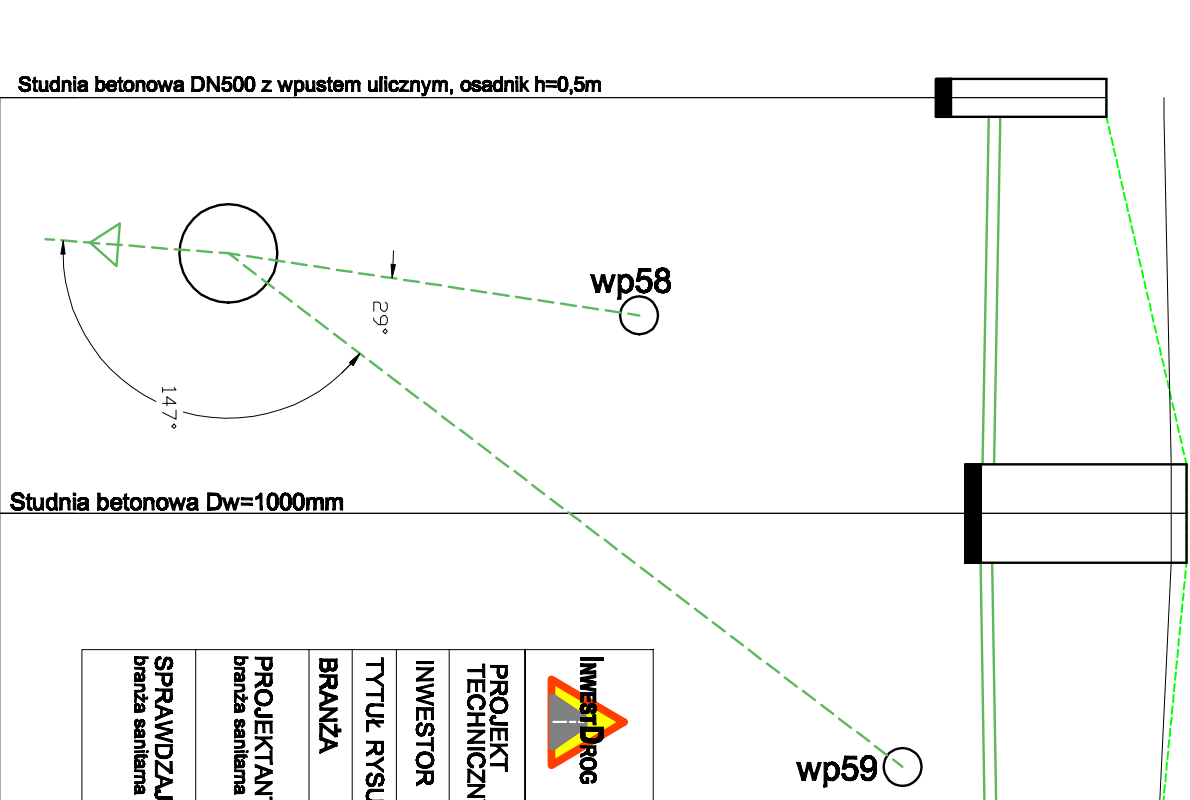 Studnia betonowa DN500 z wpustem ulicznym, osadnik h=0,5m
wp58
29°
147°
Studnia betonowa Dw=1000mm
wp59
INWESTDROG
PROJEKT
TECHNICZN
INWESTOR
TYTUŁ RYSU
BRANŻA
PROJEKTAN
branża sanitarna
SPRAWDZAJ
branża sanitarna